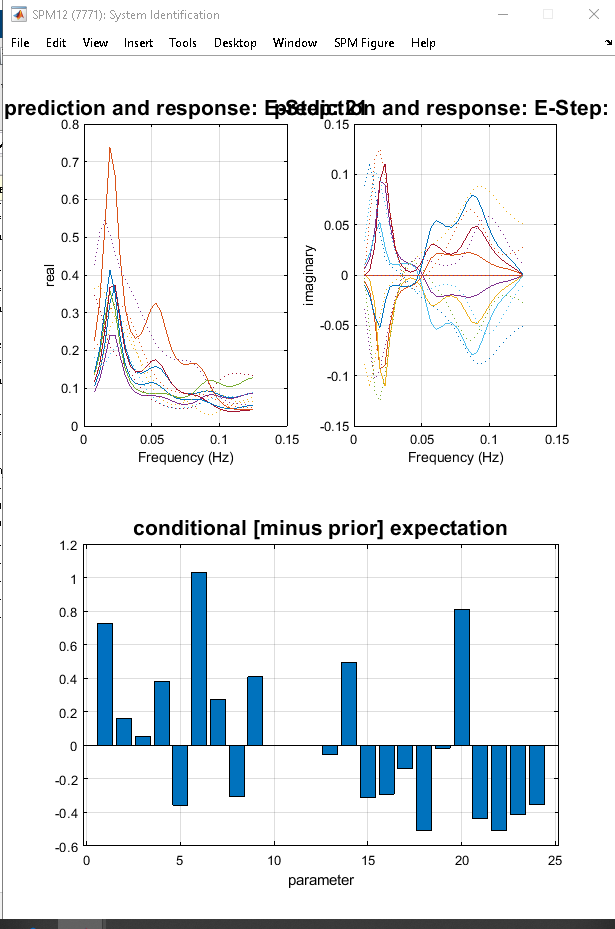 SPM12 (7771): System Identification
File Edit View Insert Tools Desktop Window SPM Figure Help
prediction and response: E-Step: 21
prediction and response: E-Step:
0.8
0.7
0.6
0.5
0.4
0.3
0.2
0.1
0
real
0 0.05 0.1 0.15
Frequency (Hz)
0.15
0.1
0.05
0
-0.05
-0.1
-0.15
imaginary
0 0.05 0.1 0.15
Frequency (Hz)
conditional [minus prior] expectation
1.2
1
0.8
0.6
0.4
0.2
0
-0.2
-0.4
-0.6
0 5 10 15 20 25
parameter